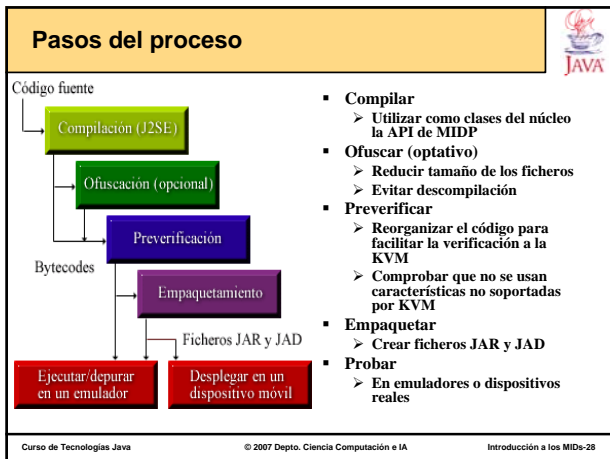 Pasos del proceso
JAVA
Código fuente
Compilación (J2SE)
Ofuscación (opcional)
Preverificación
Bytecodes
Empaquetamiento
Ficheros JAR y JAD
Ejecutar/depurar
en un emulador
Desplegar en un
dispositivo móvil
▪ Compilar
➢ Utilizar como clases del núcleo
la API de MIDP
▪ Ofuscar (optativo)
➢ Reducir tamaño de los ficheros
➢ Evitar descompilación
▪ Preverificar
➢ Reorganizar el código para
facilitar la verificación a la
KVM
➢ Comprobar que no se usan
características no soportadas
por KVM
▪ Empaquetar
➢ Crear ficheros JAR y JAD
▪ Probar
➢ En emuladores o dispositivos
reales
Curso de Tecnologías Java © 2007 Depto. Ciencia Computación e IA Introducción a los MIDs-28